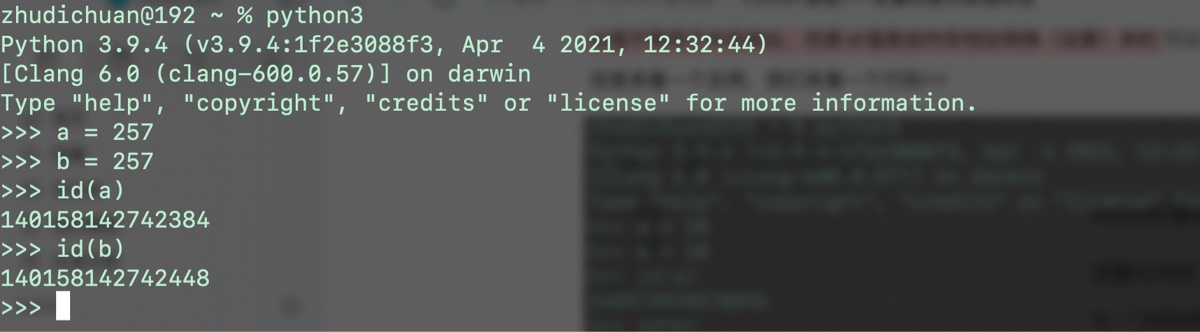 zhudichuan@192 ~ % python3
Python 3.9.4 (v3.9.4:1f2e3088f3, Apr  4 2021, 12:32:44)
[Clang 6.0 (clang-600.0.57)] on darwin
Type "help", "copyright", "credits" or "license" for more information.
>>> a = 257
>>> b = 257
>>> id(a)
140158142742384
>>> id(b)
140158142742448
>>>